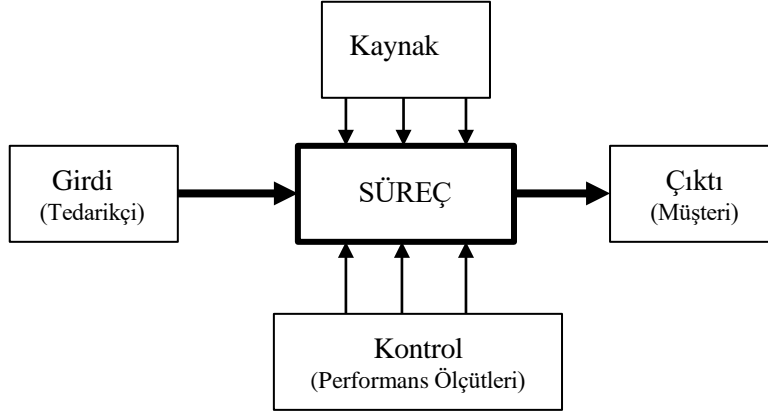 Kaynak
Girdi
(Tedarikçi)
SÜREÇ
Çıktı
(Müşteri)
Kontrol
(Performans Ölçütleri)